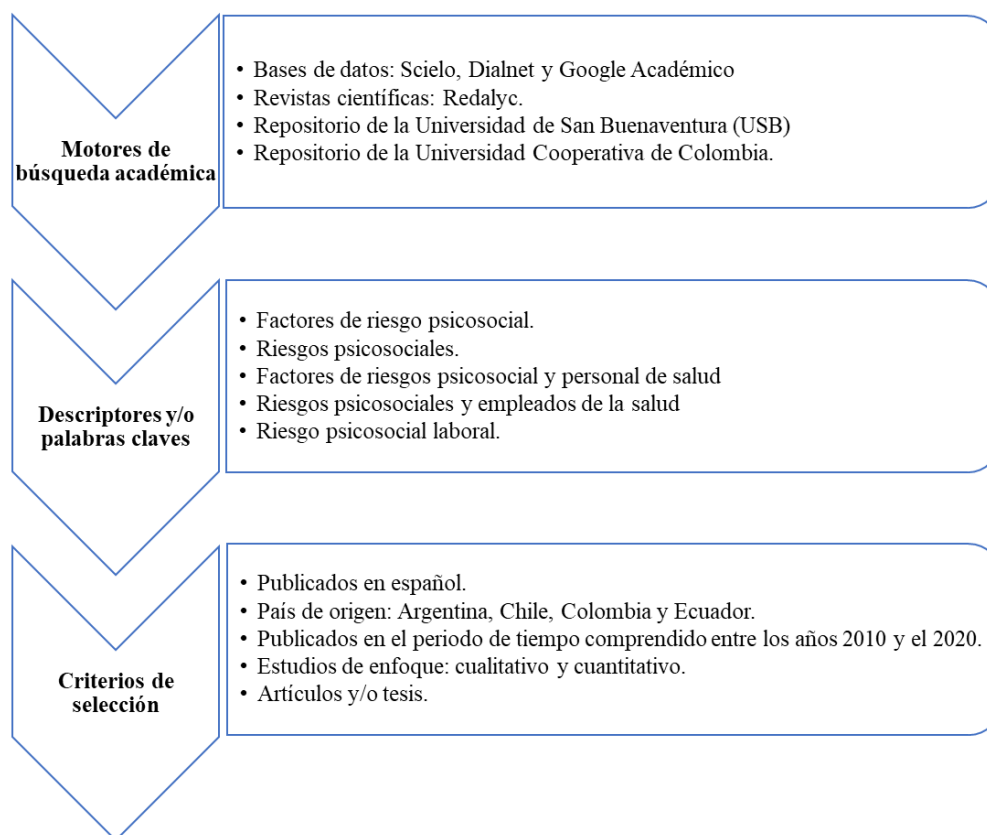 Motores de
búsqueda académica
• Bases de datos: Scielo, Dialnet y Google Académico
• Revistas científicas: Redalyc.
• Repositorio de la Universidad de San Buenaventura (USB)
• Repositorio de la Universidad Cooperativa de Colombia.
Descriptores y/o
palabras claves
• Factores de riesgo psicosocial.
• Riesgos psicosociales.
• Factores de riesgos psicosocial y personal de salud
• Riesgos psicosociales y empleados de la salud
• Riesgo psicosocial laboral.
Criterios de
selección
• Publicados en español.
• País de origen: Argentina, Chile, Colombia y Ecuador.
• Publicados en el periodo de tiempo comprendido entre los años 2010 y el 2020.
• Estudios de enfoque: cualitativo y cuantitativo.
• Artículos y/o tesis.